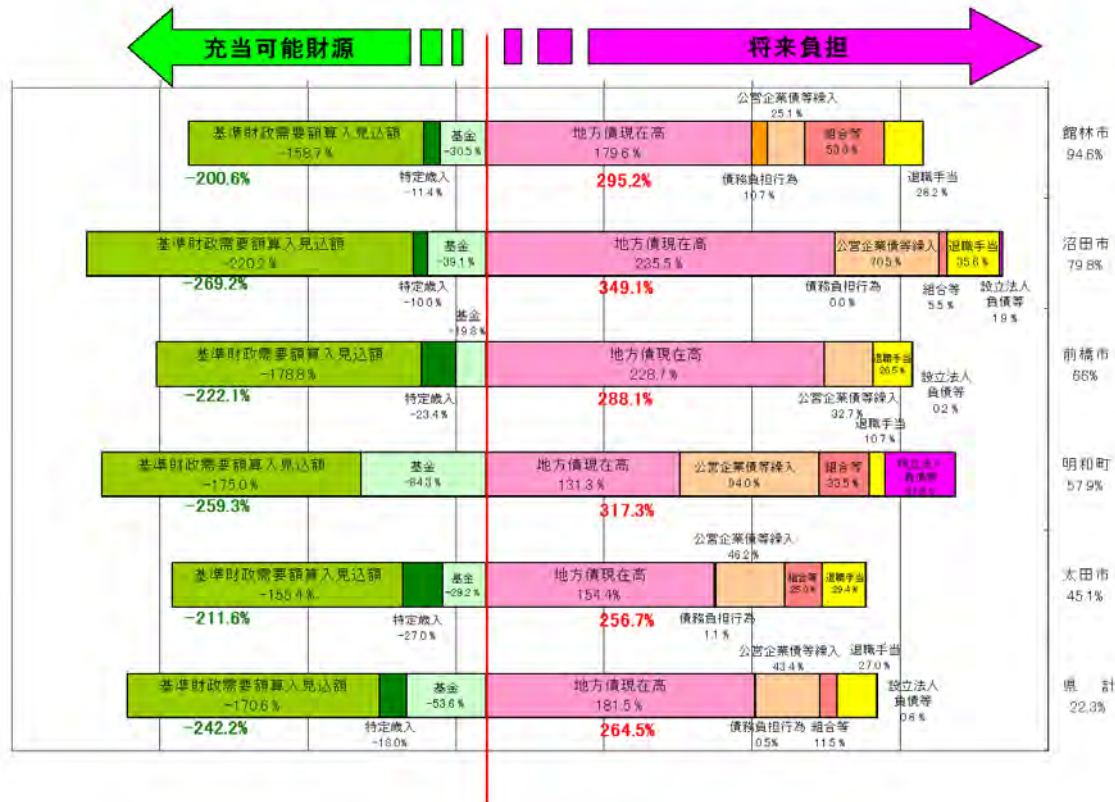 充当可能財源
将来負担
公営企業債等繰入
25.1%
基準財政需要額算入見込額
-158.7%
基金
-30.5%
地方債現在高
179.6%
組合等
53.0%
館林市
94.6%
-200.6%
特定歳入
-11.4%
295.2%
債務負担行為
10.7%
退職手当
28.2%
基準財政需要額算入見込額
-220.2%
基金
-39.1%
地方債現在高
235.5%
公営企業債等繰入
70.5%
退職手当
35.6%
沼田市
79.8%
-269.2%
特定歳入
-10.0%
349.1%
債務負担行為
0.0%
組合等
5.5%
設立法人
負債等
1.9%
基金
-19.8%
基準財政需要額算入見込額
-178.8%
地方債現在高
228.7%
退職手当
26.5%
前橋市
66%
-222.1%
特定歳入
-23.4%
288.1%
公営企業債等繰入
32.7%
設立法人
負債等
0.2%
退職手当
10.7%
基準財政需要額算入見込額
-175.0%
基金
-84.3%
地方債現在高
131.3%
公営企業債等繰入
94.0%
組合等
33.5%
設立法人
負債等
明和町
57.9%
-259.3%
317.3%
公営企業債等繰入
46.2%
基準財政需要額算入見込額
-155.4%
基金
-29.2%
地方債現在高
154.4%
組合等
25.0%
退職手当
29.4%
太田市
45.1%
-211.6%
特定歳入
-27.0%
256.7%
債務負担行為
1.1%
公営企業債等繰入
43.4%
退職手当
27.0%
基準財政需要額算入見込額
-170.6%
基金
-53.6%
地方債現在高
181.5%
設立法人
負債等
0.6%
県 計
22.3%
-242.2%
特定歳入
-18.0%
264.5%
債務負担行為
0.5%
組合等
11.5%